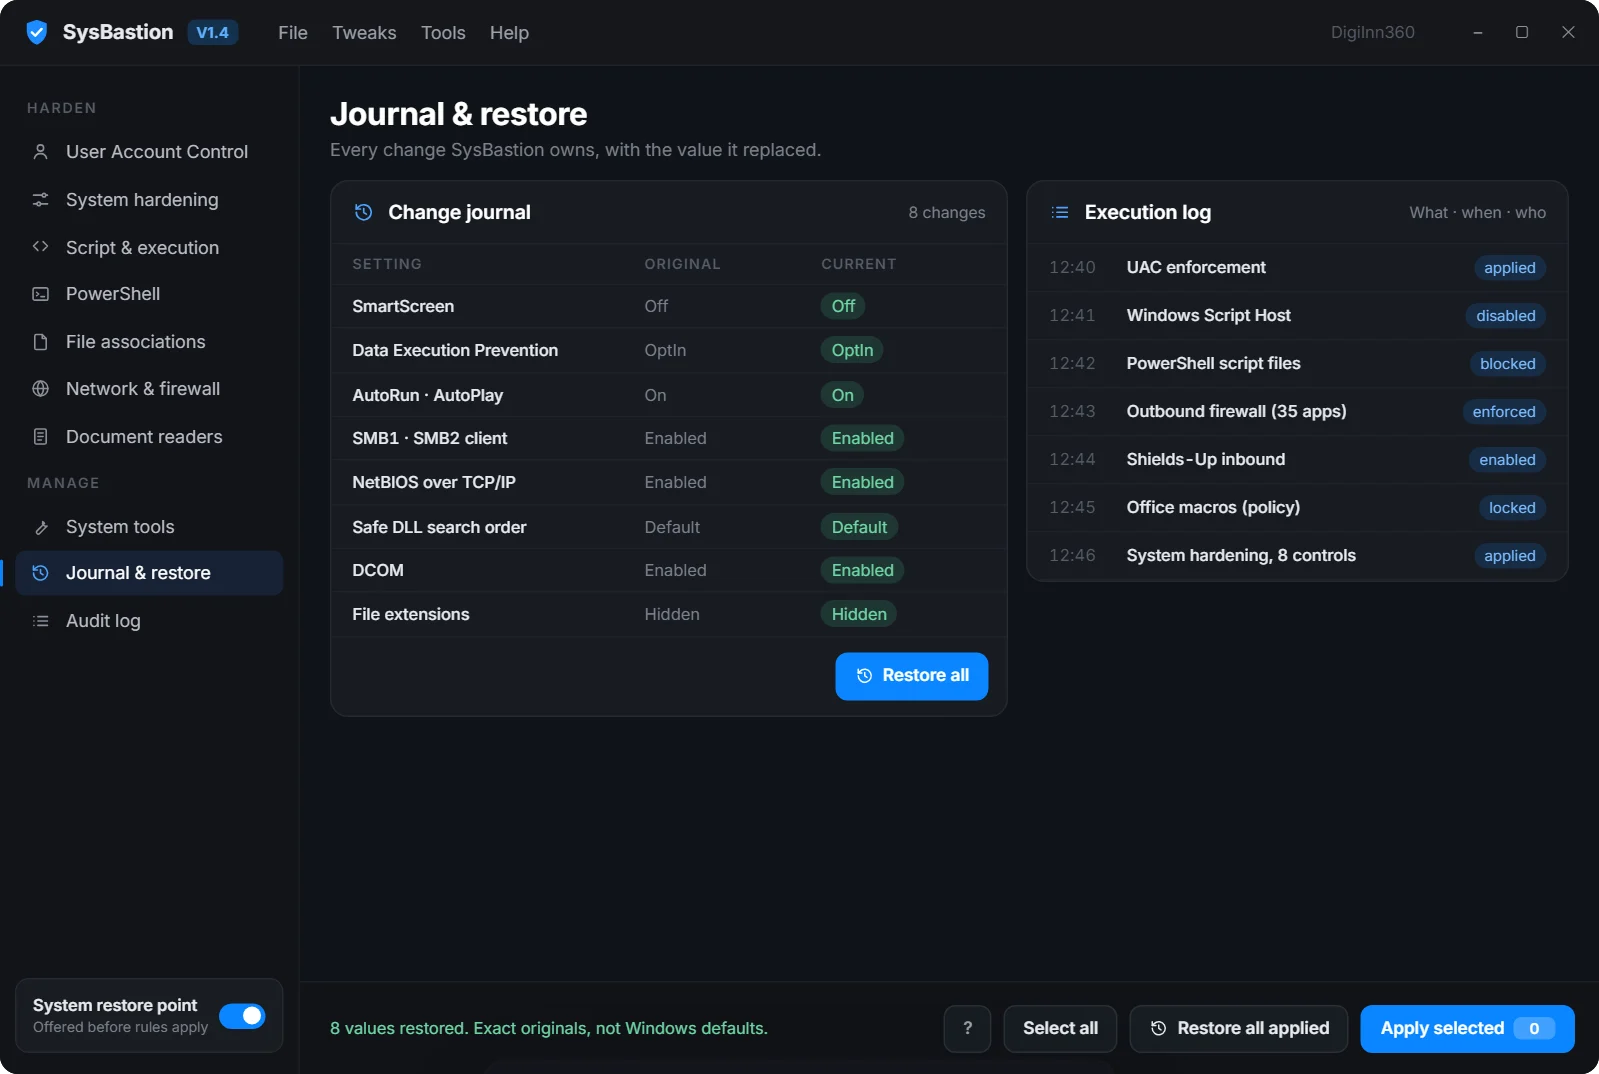 SysBastion V1.4 File Tweaks Tools Help DigiInn360
HARDEN
User Account Control
System hardening
Script & execution
PowerShell
File associations
Network & firewall
Document readers
MANAGE
System tools
Journal & restore
Audit log
System restore point
Offered before rules apply
Journal & restore
Every change SysBastion owns, with the value it replaced.
Change journal 8 changes
SETTING ORIGINAL CURRENT
SmartScreen Off Off
Data Execution Prevention OptIn OptIn
AutoRun · AutoPlay On On
SMB1 · SMB2 client Enabled Enabled
NetBIOS over TCP/IP Enabled Enabled
Safe DLL search order Default Default
DCOM Enabled Enabled
File extensions Hidden Hidden
Restore all
Execution log What · when · who
12:40 UAC enforcement applied
12:41 Windows Script Host disabled
12:42 PowerShell script files blocked
12:43 Outbound firewall (35 apps) enforced
12:44 Shields-Up inbound enabled
12:45 Office macros (policy) locked
12:46 System hardening, 8 controls applied
8 values restored. Exact originals, not Windows defaults.
? Select all Restore all applied Apply selected 0